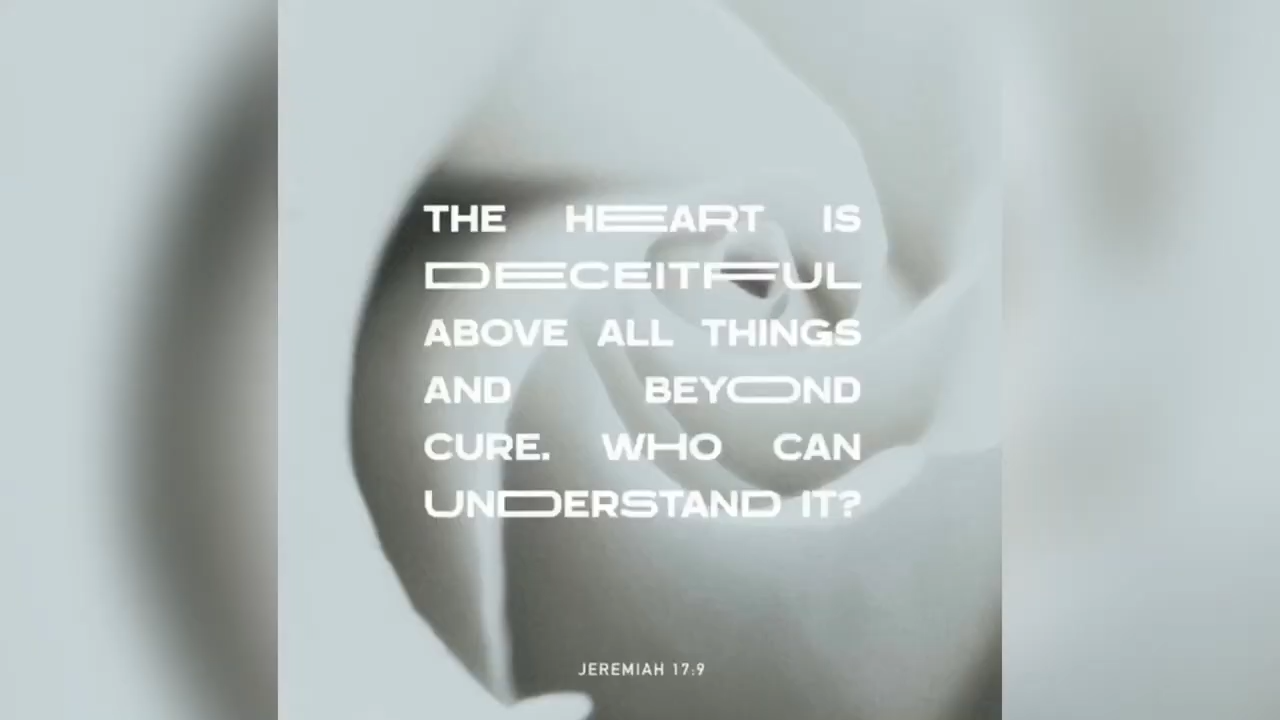 THE HEART IS
DECEITFUL
ABOVE ALL THINGS
AND BEYOND
CURE. WHO CAN
UNDERSTAND IT?
JEREMIAH 17:9